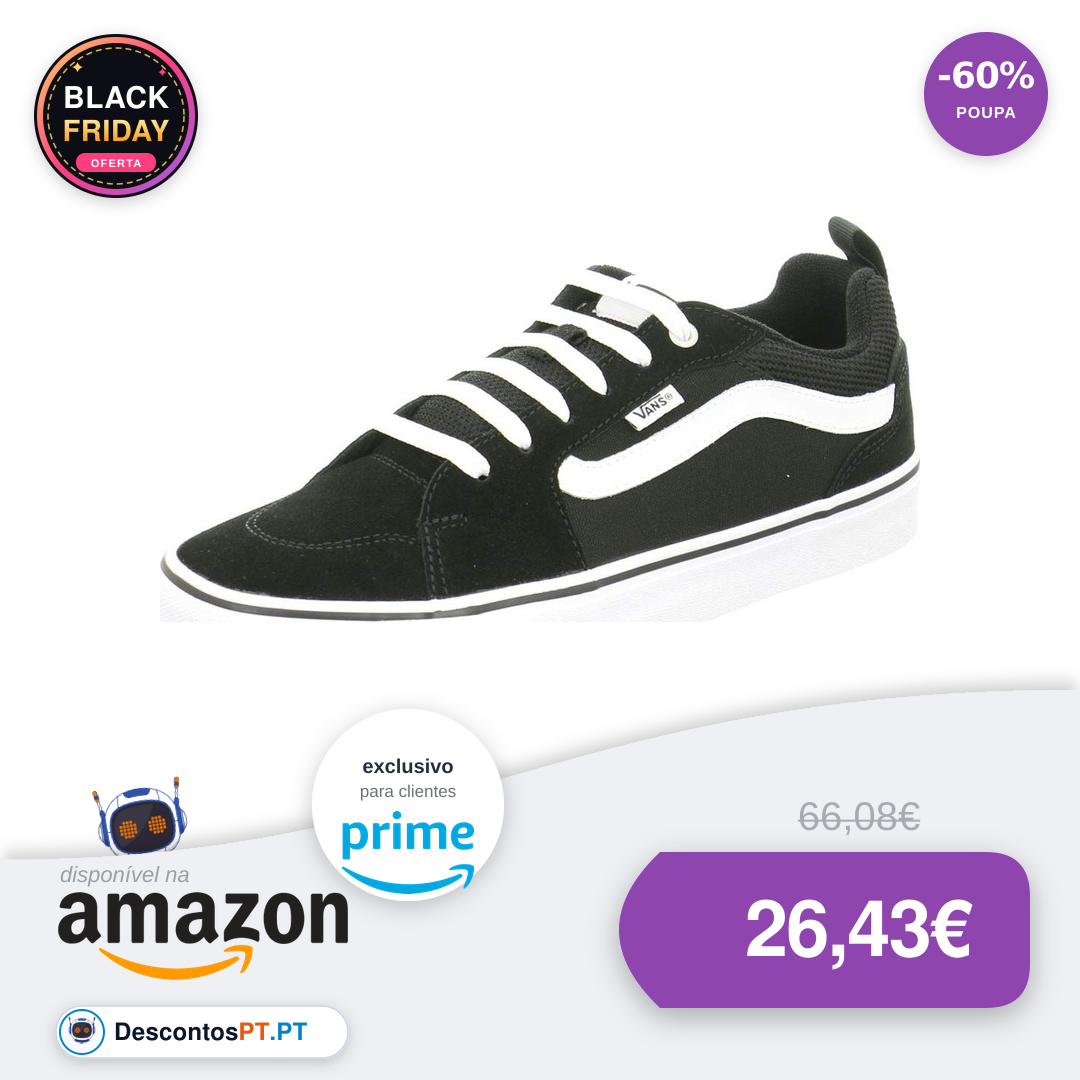 BLACK
FRIDAY
OFERTA
-60%
POUPA
VANS®
exclusivo
para clientes
prime
66,08€
disponível na
amazon
26,43€
DescontosPT.PT